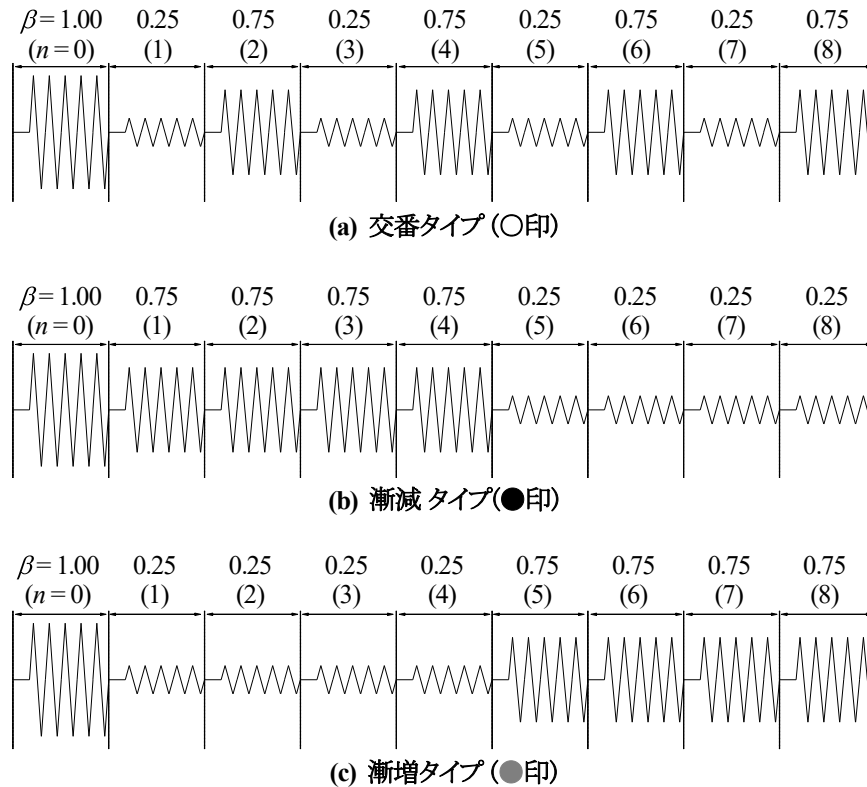 β = 1.00 0.25 0.75 0.25 0.75 0.25 0.75 0.25 0.75
(n = 0) (1) (2) (3) (4) (5) (6) (7) (8)
(a) 交番タイプ (○印)
β = 1.00 0.75 0.75 0.75 0.75 0.25 0.25 0.25 0.25
(n = 0) (1) (2) (3) (4) (5) (6) (7) (8)
(b) 漸減 タイプ(●印)
β = 1.00 0.25 0.25 0.25 0.25 0.75 0.75 0.75 0.75
(n = 0) (1) (2) (3) (4) (5) (6) (7) (8)
(c) 漸増タイプ (●印)